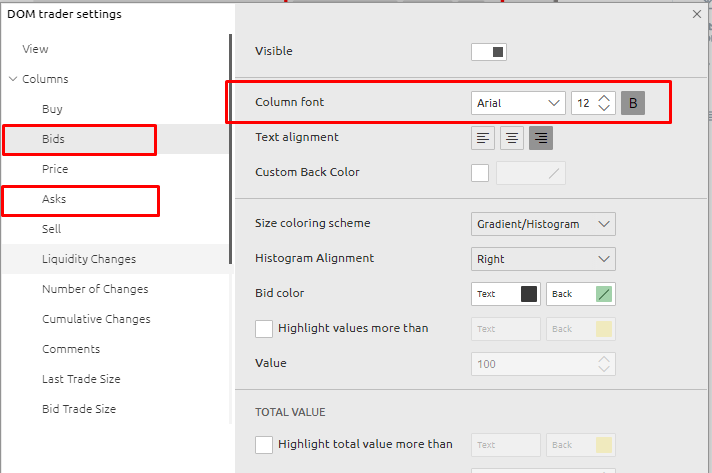 DOM trader settings
View
Columns
Buy
Bids
Price
Asks
Sell
Liquidity Changes
Number of Changes
Cumulative Changes
Comments
Last Trade Size
Bid Trade Size
Visible
Column font Arial 12 B
Text alignment
Custom Back Color
Size coloring scheme Gradient/Histogram
Histogram Alignment Right
Bid color Text Back
Highlight values more than Text Back
Value 100
TOTAL VALUE
Highlight total value more than Text Back